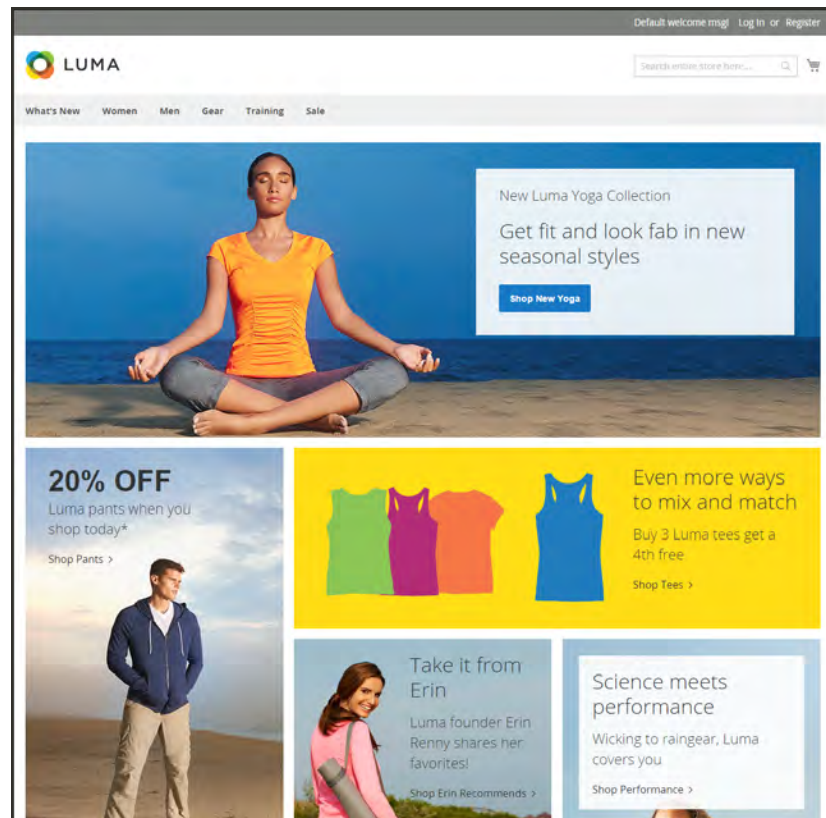 Default welcome msg! Log In or Register
LUMA
Search entire store here...
What's New Women Men Gear Training Sale
New Luma Yoga Collection
Get fit and look fab in new
seasonal styles
Shop New Yoga
20% OFF
Luma pants when you
shop today*
Shop Pants >
Even more ways
to mix and match
Buy 3 Luma tees get a
4th free
Shop Tees >
Take it from
Erin
Luma founder Erin
Renny shares her
favorites!
Shop Erin Recommends >
Science meets
performance
Wicking to raingear, Luma
covers you
Shop Performance >